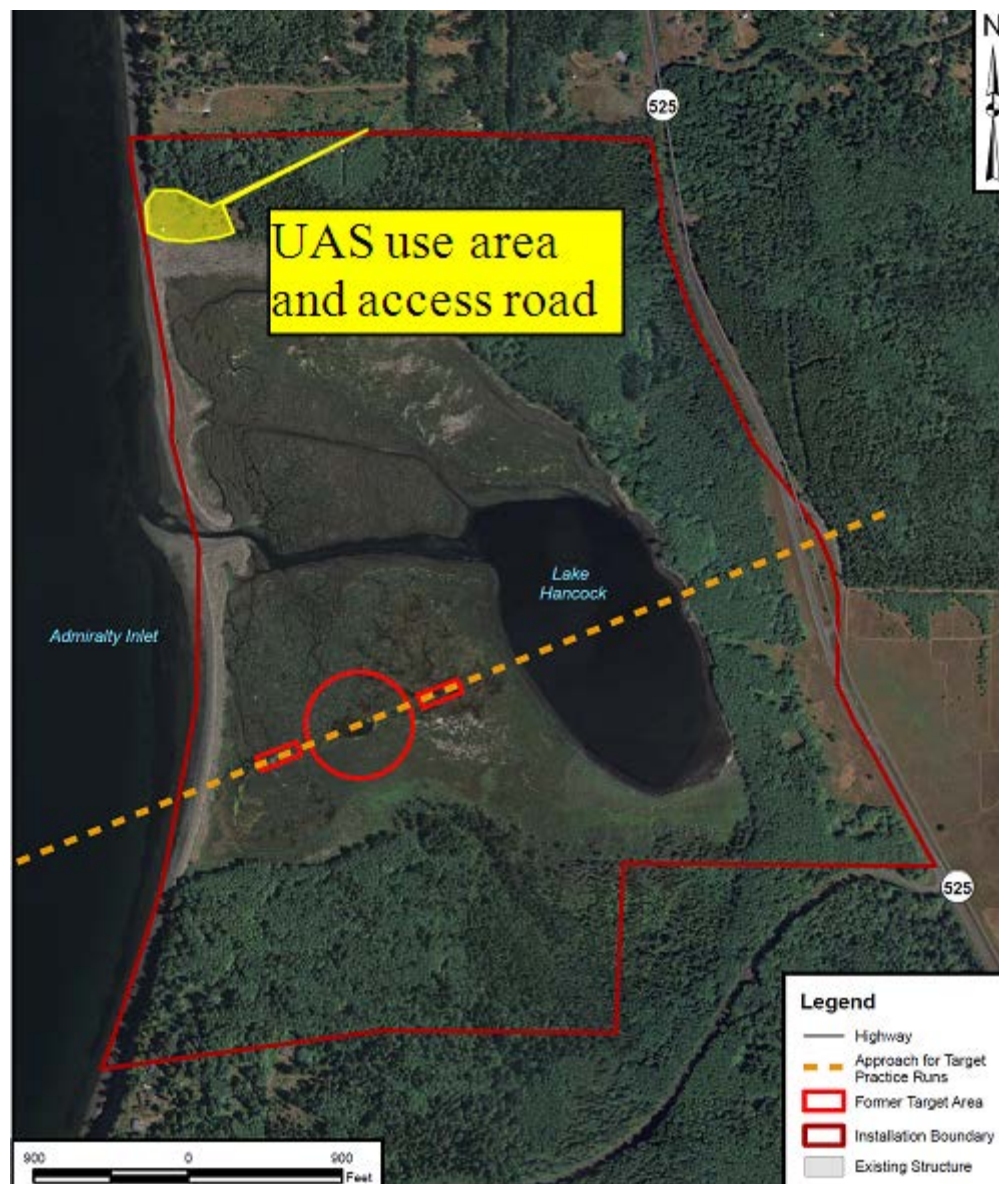 N
525
UAS use area
and access road
Lake
Hancock
Admiralty Inlet
525
Legend
Highway
Approach for Target
Practice Runs
Former Target Area
Installation Boundary
Existing Structure
900 0 900
Feet